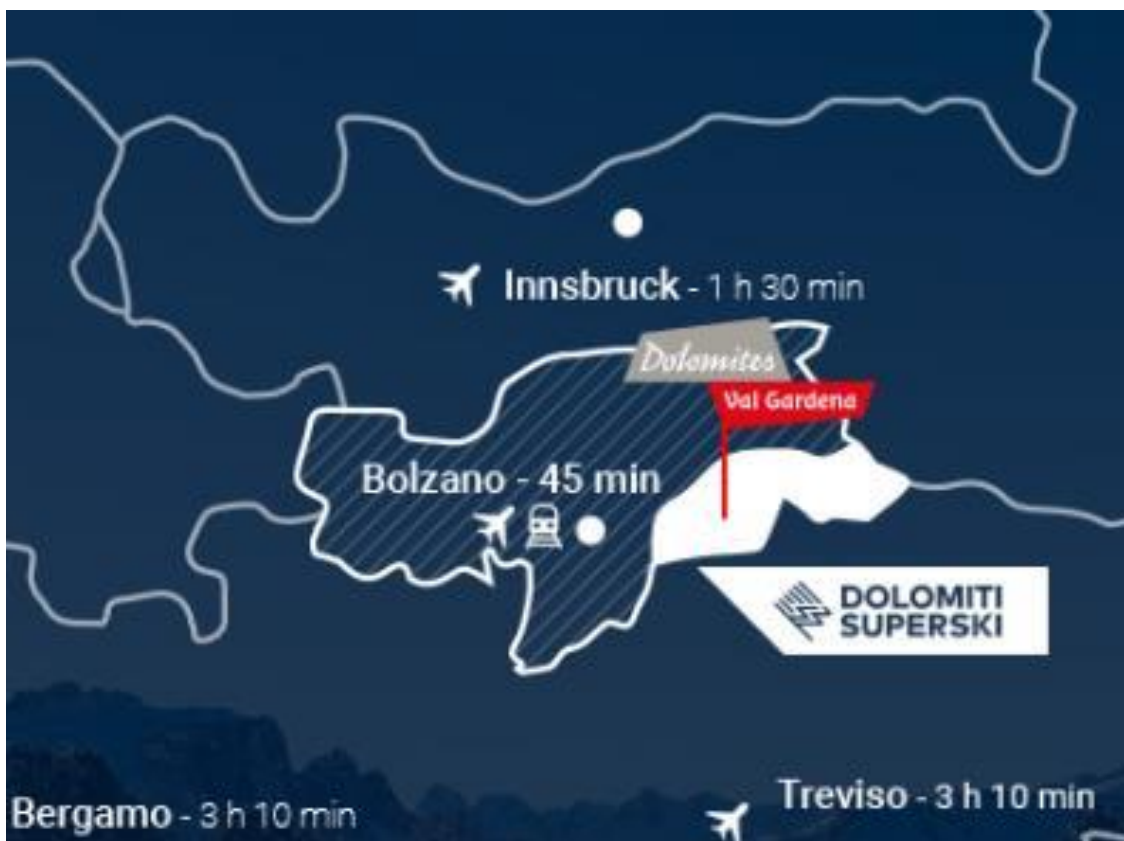 Innsbruck - 1 h 30 min
Dolomites
Val Gardena
Bolzano - 45 min
DOLOMITI
SUPERSKI
Treviso - 3 h 10 min
Bergamo - 3 h 10 min